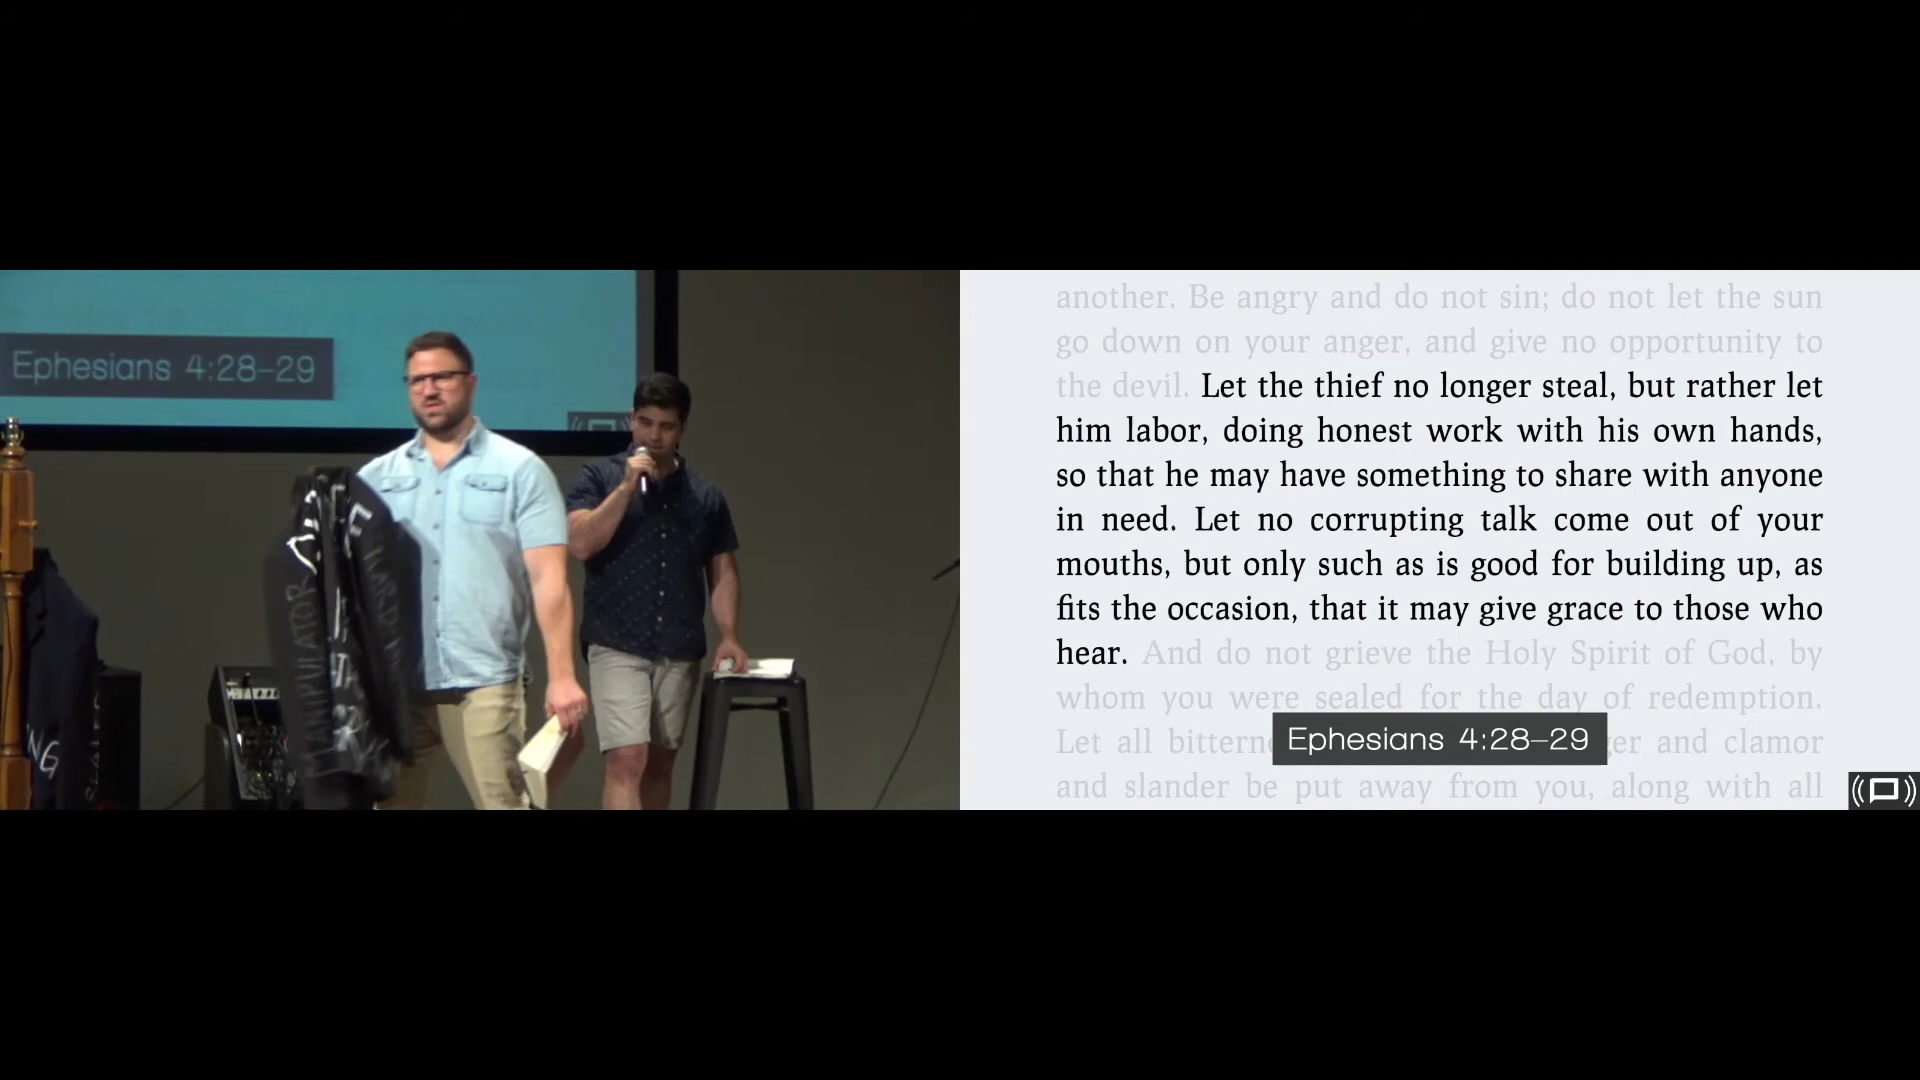 Ephesians 4:28–29
MANIPULATOR
NG
another. Be angry and do not sin; do not let the sun
go down on your anger, and give no opportunity to
the devil. Let the thief no longer steal, but rather let
him labor, doing honest work with his own hands,
so that he may have something to share with anyone
in need. Let no corrupting talk come out of your
mouths, but only such as is good for building up, as
fits the occasion, that it may give grace to those who
hear. And do not grieve the Holy Spirit of God, by
whom you were sealed for the day of redemption.
Let all and clamor
and slander be put away from you, along with all
Ephesians 4:28–29